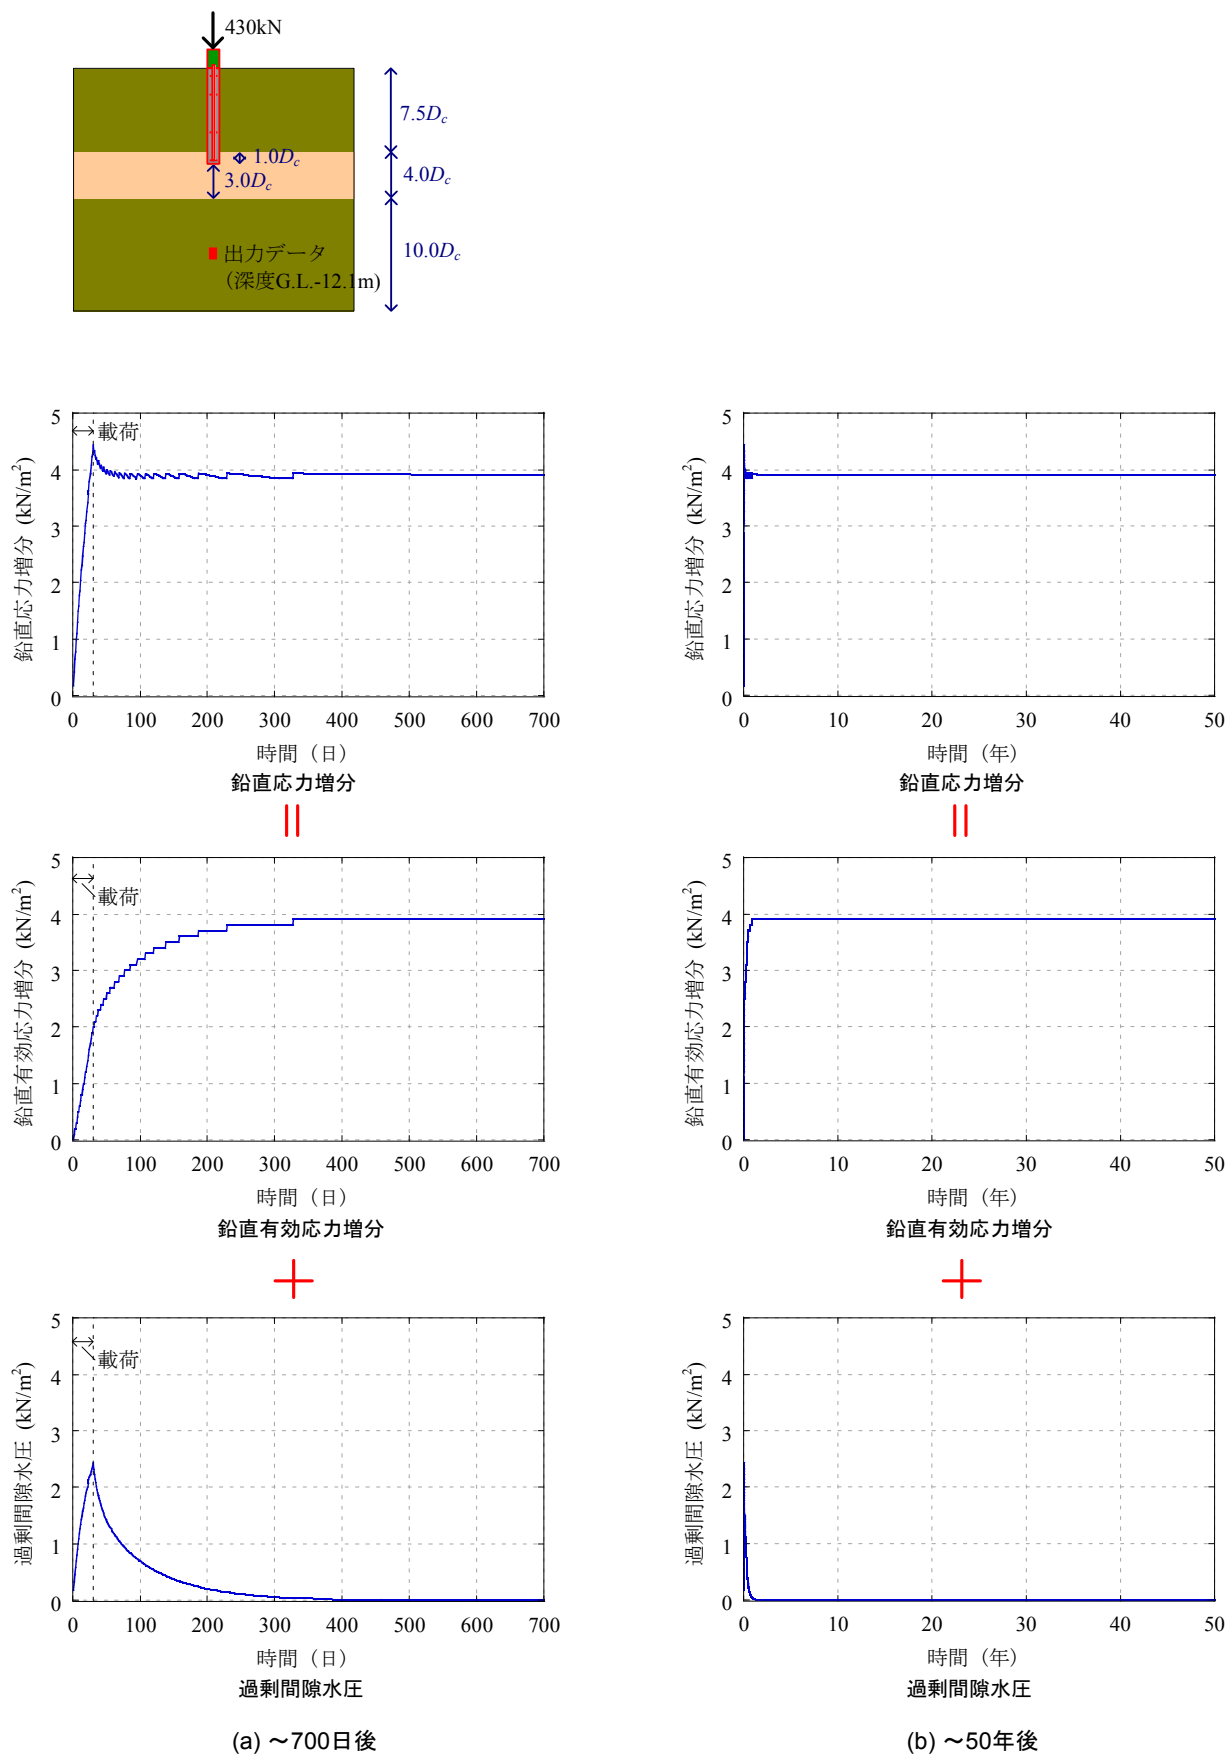 430kN
7.5Dc
1.0Dc
3.0Dc
4.0Dc
出力データ
(深度G.L.-12.1m)
10.0Dc
鉛直応力増分 (kN/m²)
5
4
3
2
1
0
載荷
0 100 200 300 400 500 600 700
時間 (日)
鉛直応力増分
鉛直応力増分 (kN/m²)
5
4
3
2
1
0
0 10 20 30 40 50
時間 (年)
鉛直応力増分
=
=
鉛直有効応力増分 (kN/m²)
5
4
3
2
1
0
載荷
0 100 200 300 400 500 600 700
時間 (日)
鉛直有効応力増分
鉛直有効応力増分 (kN/m²)
5
4
3
2
1
0
0 10 20 30 40 50
時間 (年)
鉛直有効応力増分
+
+
過剰間隙水圧 (kN/m²)
5
4
3
2
1
0
載荷
0 100 200 300 400 500 600 700
時間 (日)
過剰間隙水圧
過剰間隙水圧 (kN/m²)
5
4
3
2
1
0
0 10 20 30 40 50
時間 (年)
過剰間隙水圧
(a) ～700日後
(b) ～50年後